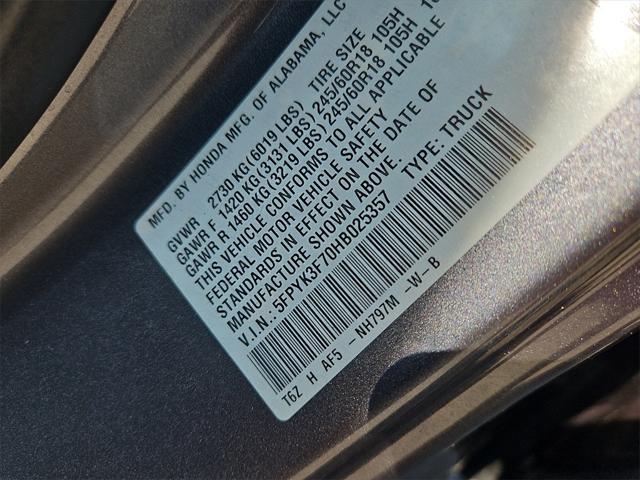 MFD. BY HONDA MFG. OF ALABAMA, LLC
TIRE SIZE
GVWR 2730 KG (6019 LBS)
GAWR F 1420 KG (3131 LBS) 245/60R18 105H
GAWR R 1460 KG (3219 LBS) 245/60R18 105H
THIS VEHICLE CONFORMS TO ALL APPLICABLE
FEDERAL MOTOR VEHICLE SAFETY
STANDARDS IN EFFECT ON THE DATE OF
MANUFACTURE SHOWN ABOVE.
V.I.N.: 5FPYK3F70HB025357 TYPE: TRUCK
T6Z H AF5 - NH797M -W-B